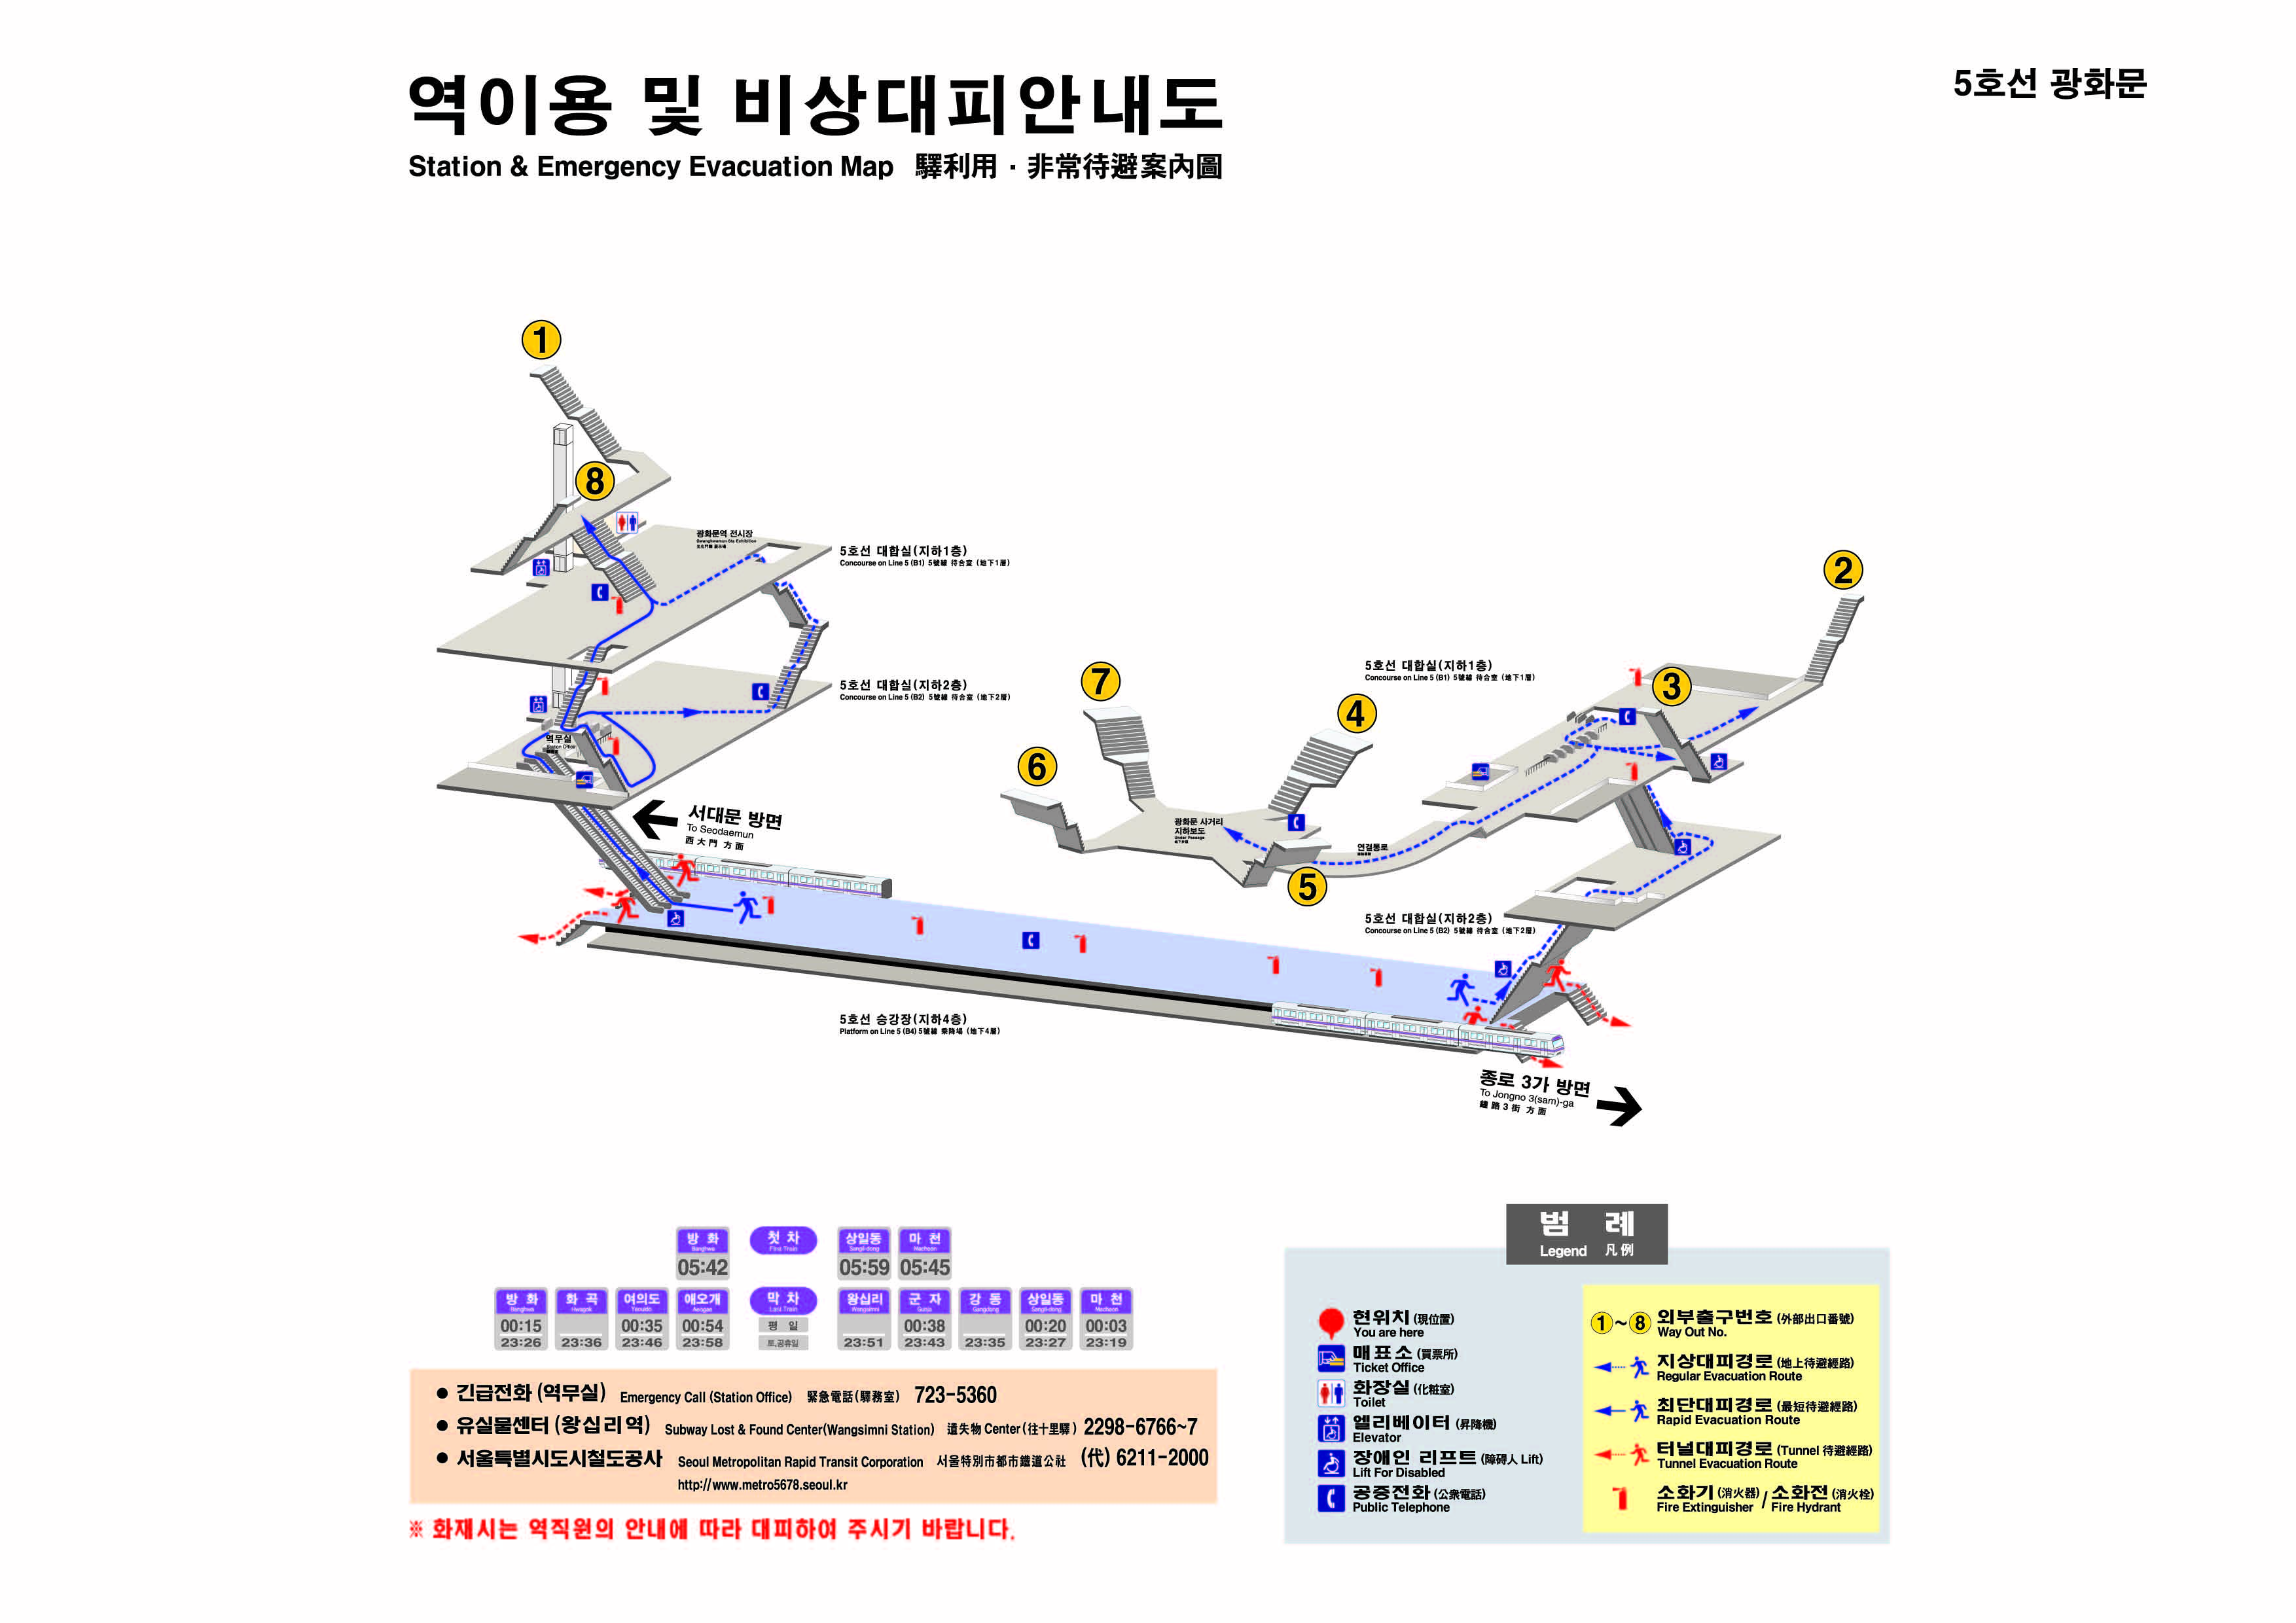 역이용 및 비상대피안내도
Station & Emergency Evacuation Map 驛利用 · 非常待避案內圖
5호선 광화문
1
8
광화문역 전시장
Gwanghwamun Sta Exhibition
5호선 대합실(지하1층)
Concourse on Line 5 (B1) 5號線 待合室 (地下1層)
5호선 대합실(지하2층)
Concourse on Line 5 (B2) 5號線 待合室 (地下2層)
역무실
Station Office
서대문 방면
To Seodaemun
西大門 方面
7
6
4
광화문 사거리
지하보도
Under Passage
5
연결통로
5호선 대합실(지하1층)
Concourse on Line 5 (B1) 5號線 待合室 (地下1層)
2
3
5호선 대합실(지하2층)
Concourse on Line 5 (B2) 5號線 待合室 (地下2層)
5호선 승강장(지하4층)
Platform on Line 5 (B4) 5號線 乘降場 (地下4層)
종로 3가 방면
To Jongno 3(sam)-ga
鐘路3街 方面
방 화 첫 차 상일동 마 천
Banghwa First Train Sangil-dong Macheon
05:42 05:59 05:45
방 화 화 곡 여의도 애오개 막 차 왕십리 군 자 강 동 상일동 마 천
Banghwa Hwagok Yeouido Aeogae Last Train Wangsimni Gunja Gangdong Sangil-dong Macheon
00:15 00:35 00:54 평 일 00:38 00:20 00:03
23:26 23:36 23:46 23:58 토,공휴일 23:51 23:43 23:35 23:27 23:19
● 긴급전화 (역무실) Emergency Call (Station Office) 緊急電話(驛務室) 723-5360
● 유실물센터 (왕십리역) Subway Lost & Found Center(Wangsimni Station) 遺失物 Center(往十里驛) 2298-6766~7
● 서울특별시도시철도공사 Seoul Metropolitan Rapid Transit Corporation 서울特別市都市鐵道公社 (代) 6211-2000
http://www.metro5678.seoul.kr
※ 화재시는 역직원의 안내에 따라 대피하여 주시기 바랍니다.
범 례
Legend 凡例
현위치 (現位置)
You are here
매표소 (買票所)
Ticket Office
화장실 (化粧室)
Toilet
엘리베이터 (昇降機)
Elevator
장애인 리프트 (障碍人 Lift)
Lift For Disabled
공중전화 (公衆電話)
Public Telephone
1~8 외부출구번호 (外部出口番號)
Way Out No.
지상대피경로 (地上待避經路)
Regular Evacuation Route
최단대피경로 (最短待避經路)
Rapid Evacuation Route
터널대피경로 (Tunnel 待避經路)
Tunnel Evacuation Route
소화기 (消火器) / 소화전 (消火栓)
Fire Extinguisher / Fire Hydrant